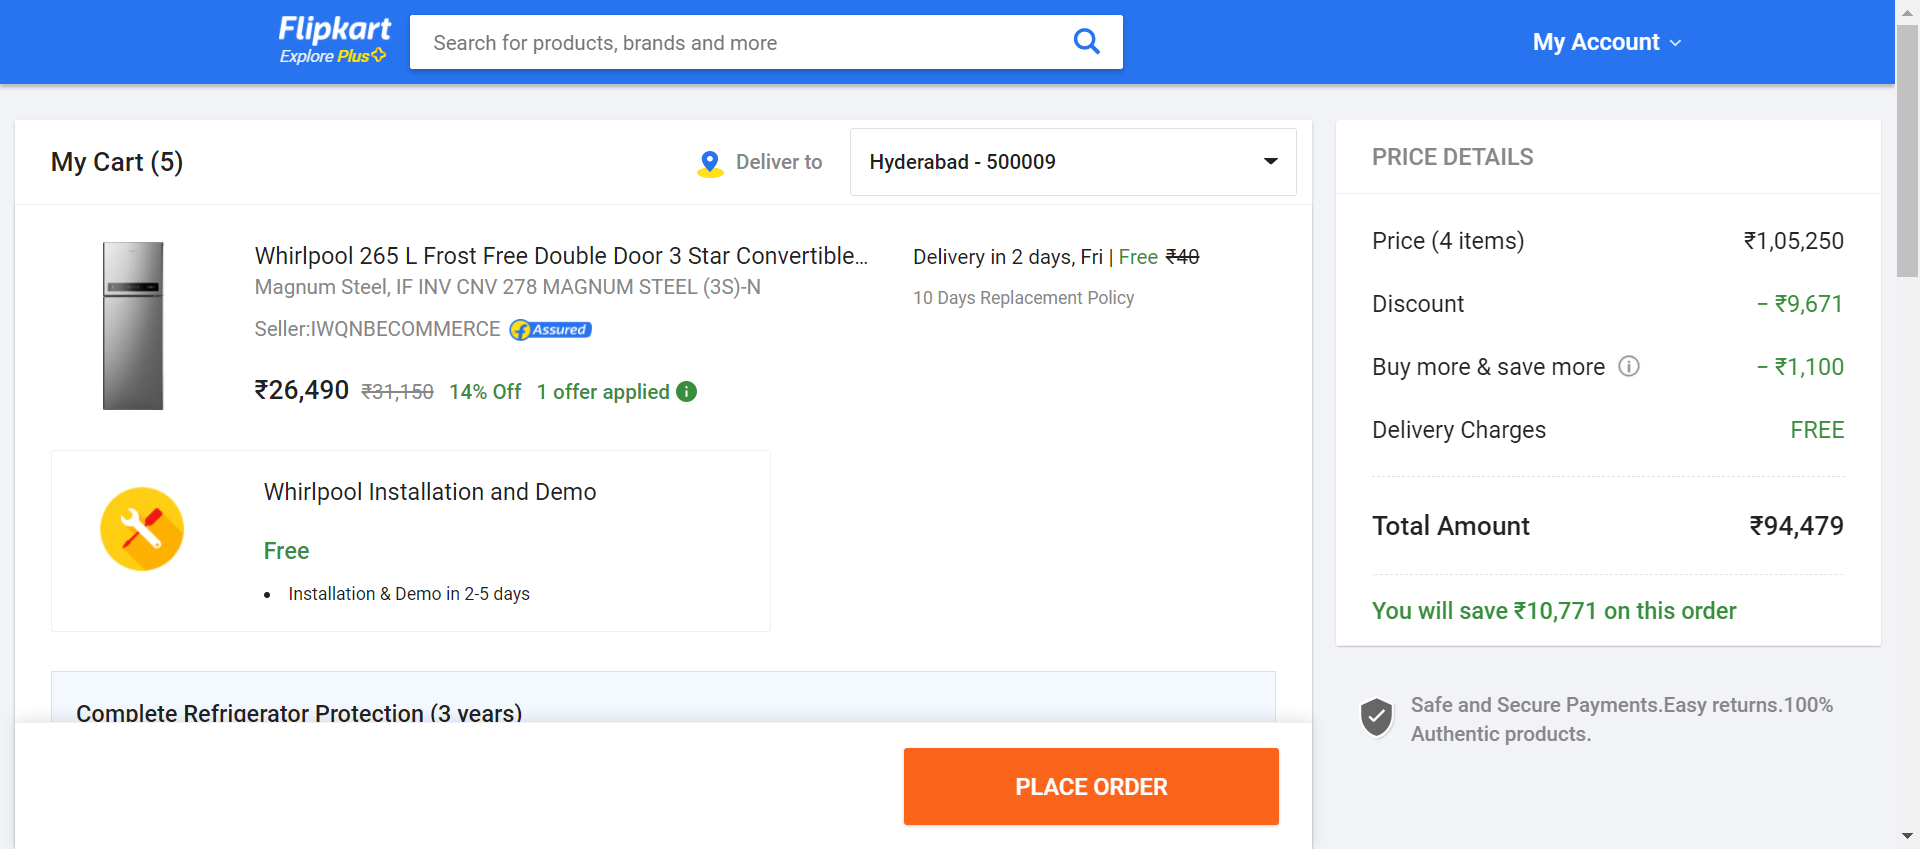 Flipkart
Explore Plus
Search for products, brands and more
My Account
My Cart (5)
Deliver to
Hyderabad - 500009
Whirlpool 265 L Frost Free Double Door 3 Star Convertible...
Magnum Steel, IF INV CNV 278 MAGNUM STEEL (3S)-N
Seller:IWQNBECOMMERCE
f Assured
₹26,490 ₹31,150 14% Off 1 offer applied i
Delivery in 2 days, Fri | Free ₹40
10 Days Replacement Policy
Whirlpool Installation and Demo
Free
• Installation & Demo in 2-5 days
Complete Refrigerator Protection (3 years)
PLACE ORDER
PRICE DETAILS
Price (4 items) ₹1,05,250
Discount − ₹9,671
Buy more & save more i − ₹1,100
Delivery Charges FREE
Total Amount ₹94,479
You will save ₹10,771 on this order
Safe and Secure Payments.Easy returns.100%
Authentic products.